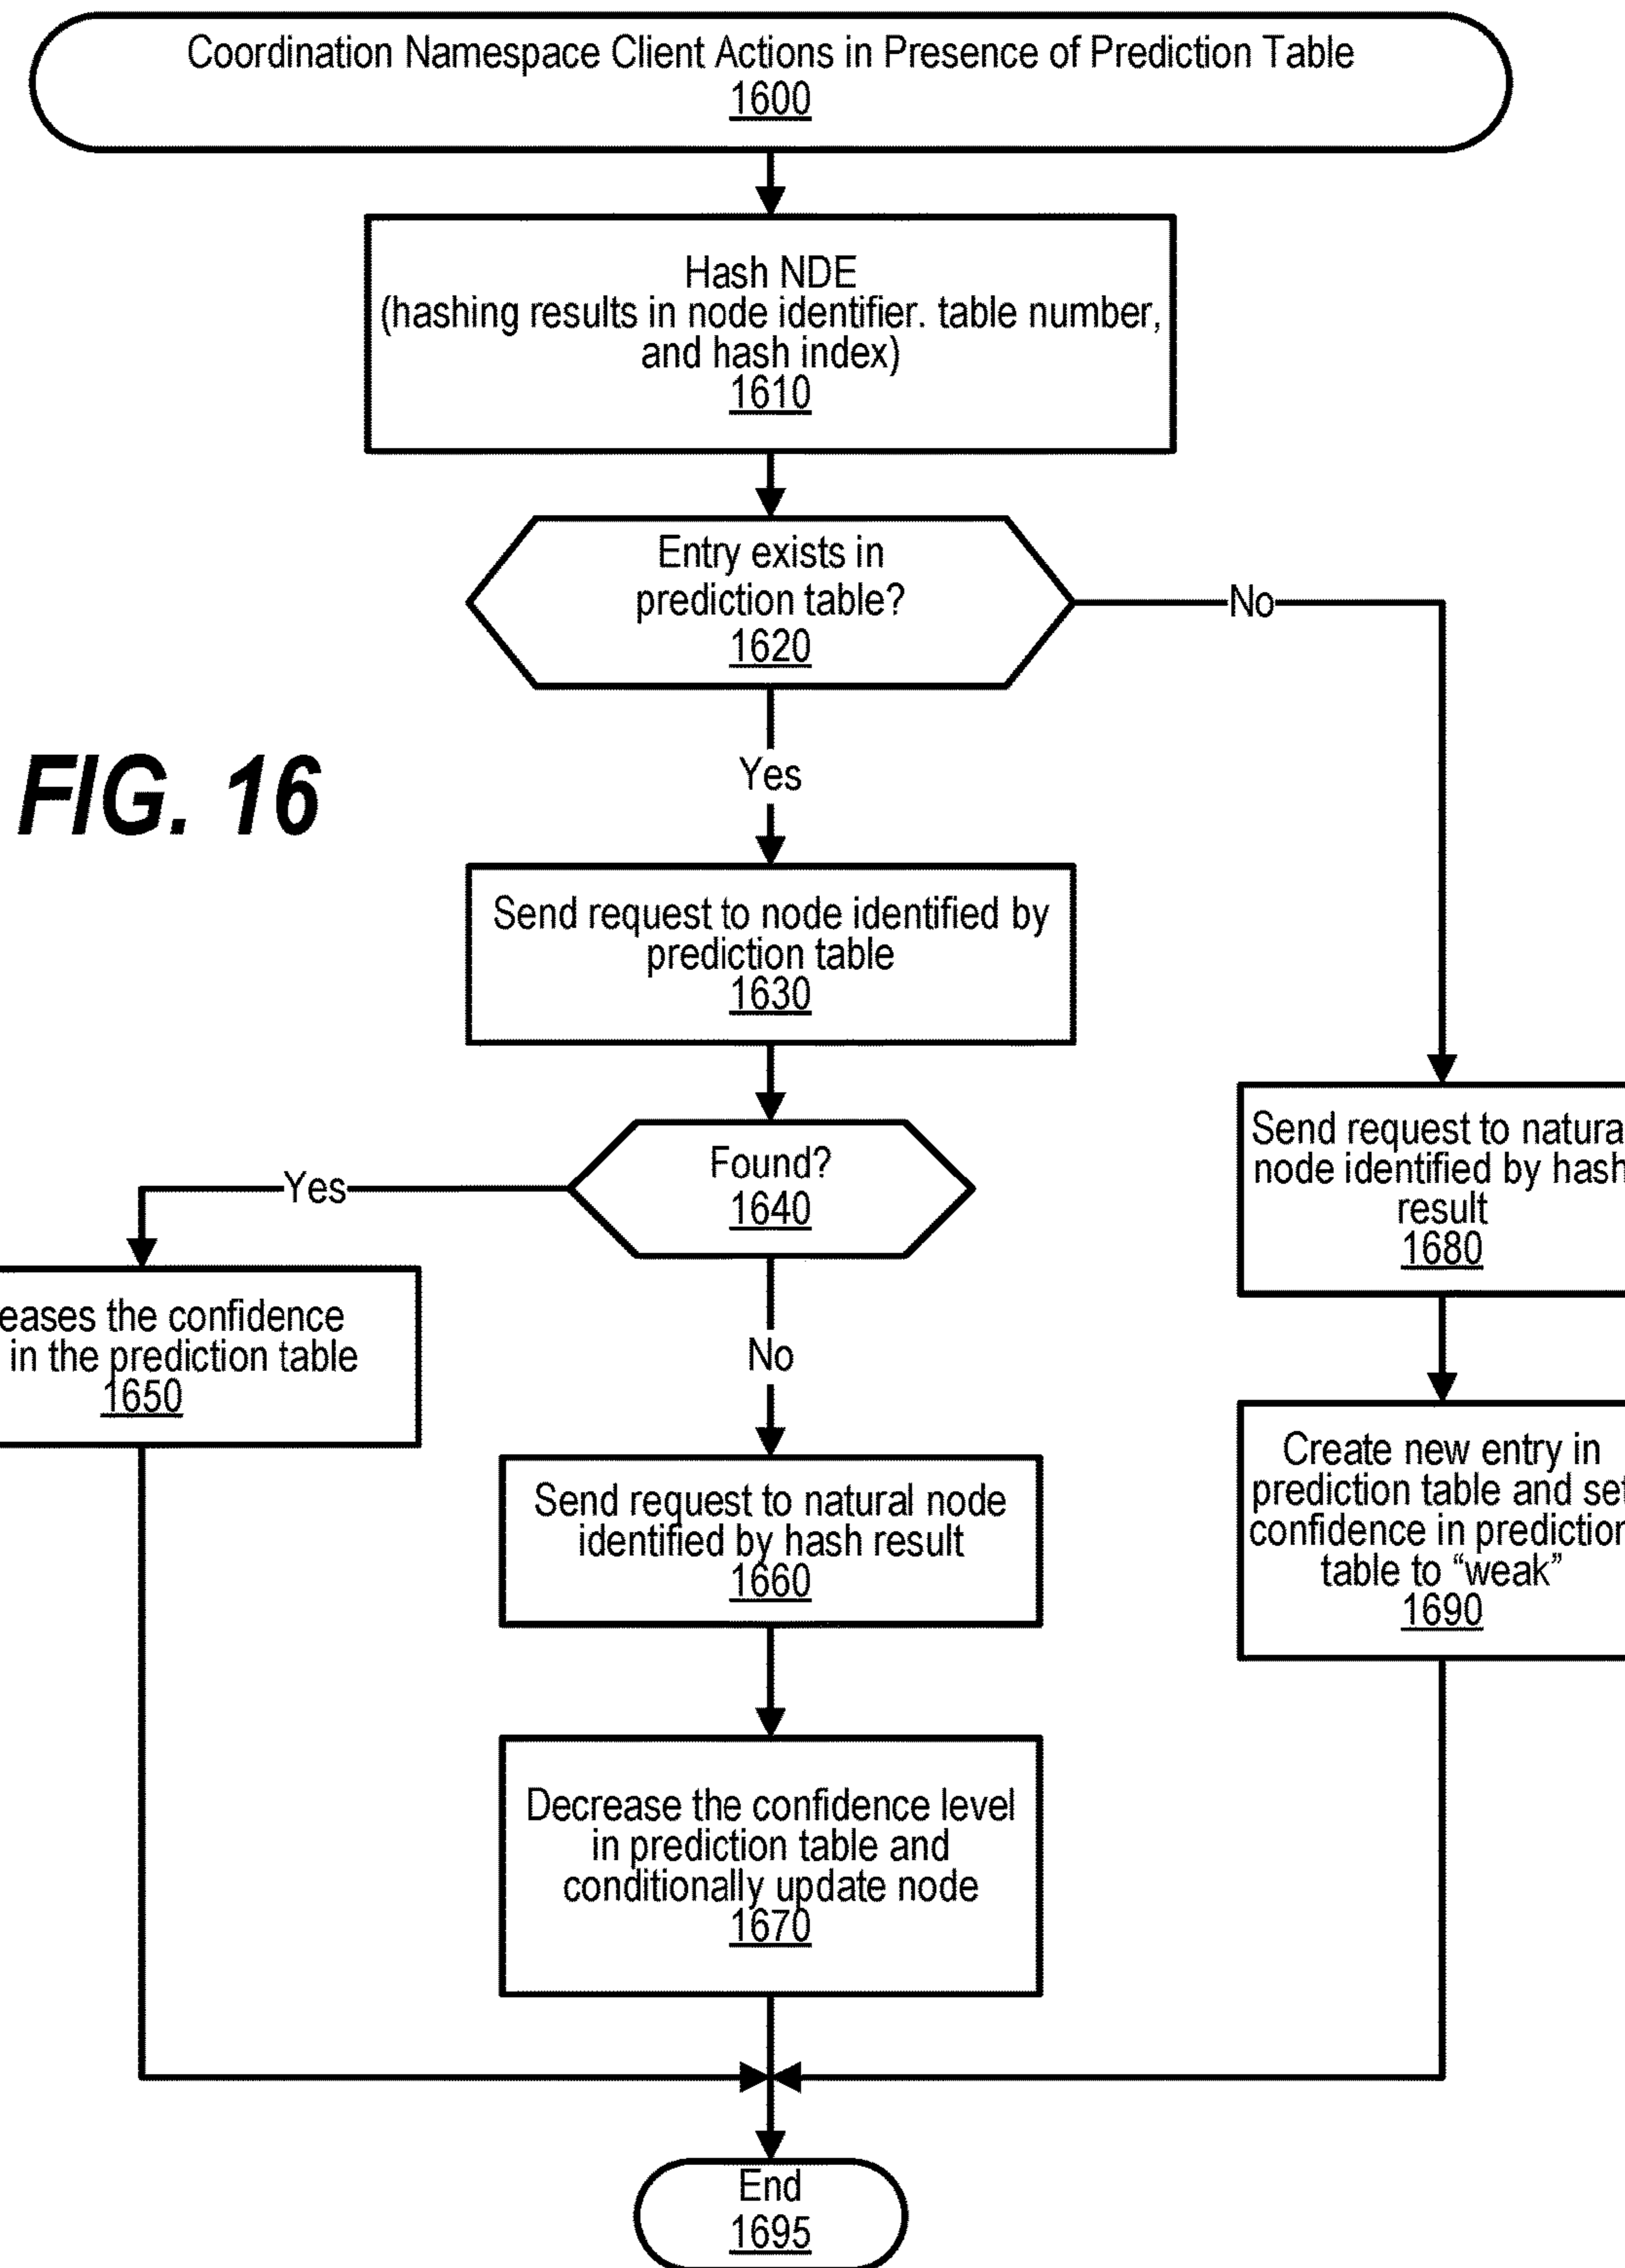 Coordination Namespace Client Actions in Presence of Prediction Table
1600
Hash NDE
(hashing results in node identifier. table number,
and hash index)
1610
Entry exists in
prediction table?
1620
No
Yes
FIG. 16
Send request to node identified by
prediction table
1630
Found?
1640
Yes
No
Send request to
node identified by hash
result
1680
the confidence
in the prediction table
1650
Create new entry in
prediction table and
confidence in
table to “weak”
1690
Send request to natural node
identified by hash result
1660
Decrease the confidence level
in prediction table and
conditionally update node
1670
End
1695